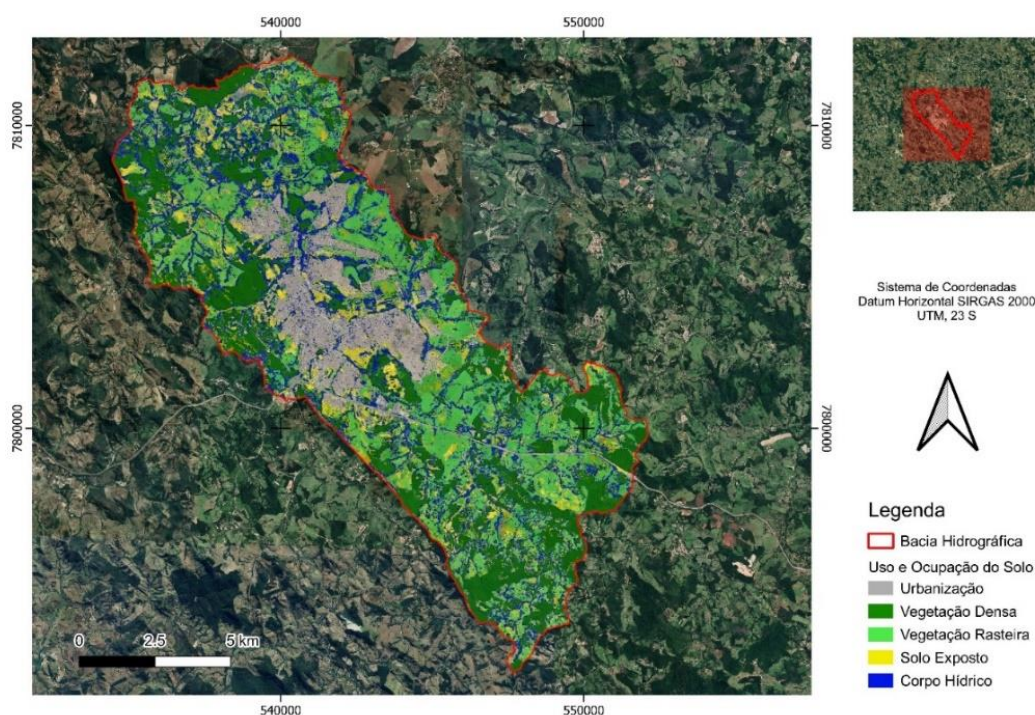 540000
550000
7810000
7810000
7800000
7800000
Sistema de Coordenadas
Datum Horizontal SIRGAS 2000
UTM, 23 S
Legenda
Bacia Hidrográfica
Uso e Ocupação do Solo
Urbanização
Vegetação Densa
Vegetação Rasteira
Solo Exposto
Corpo Hídrico
0 2.5 5 km
540000
550000